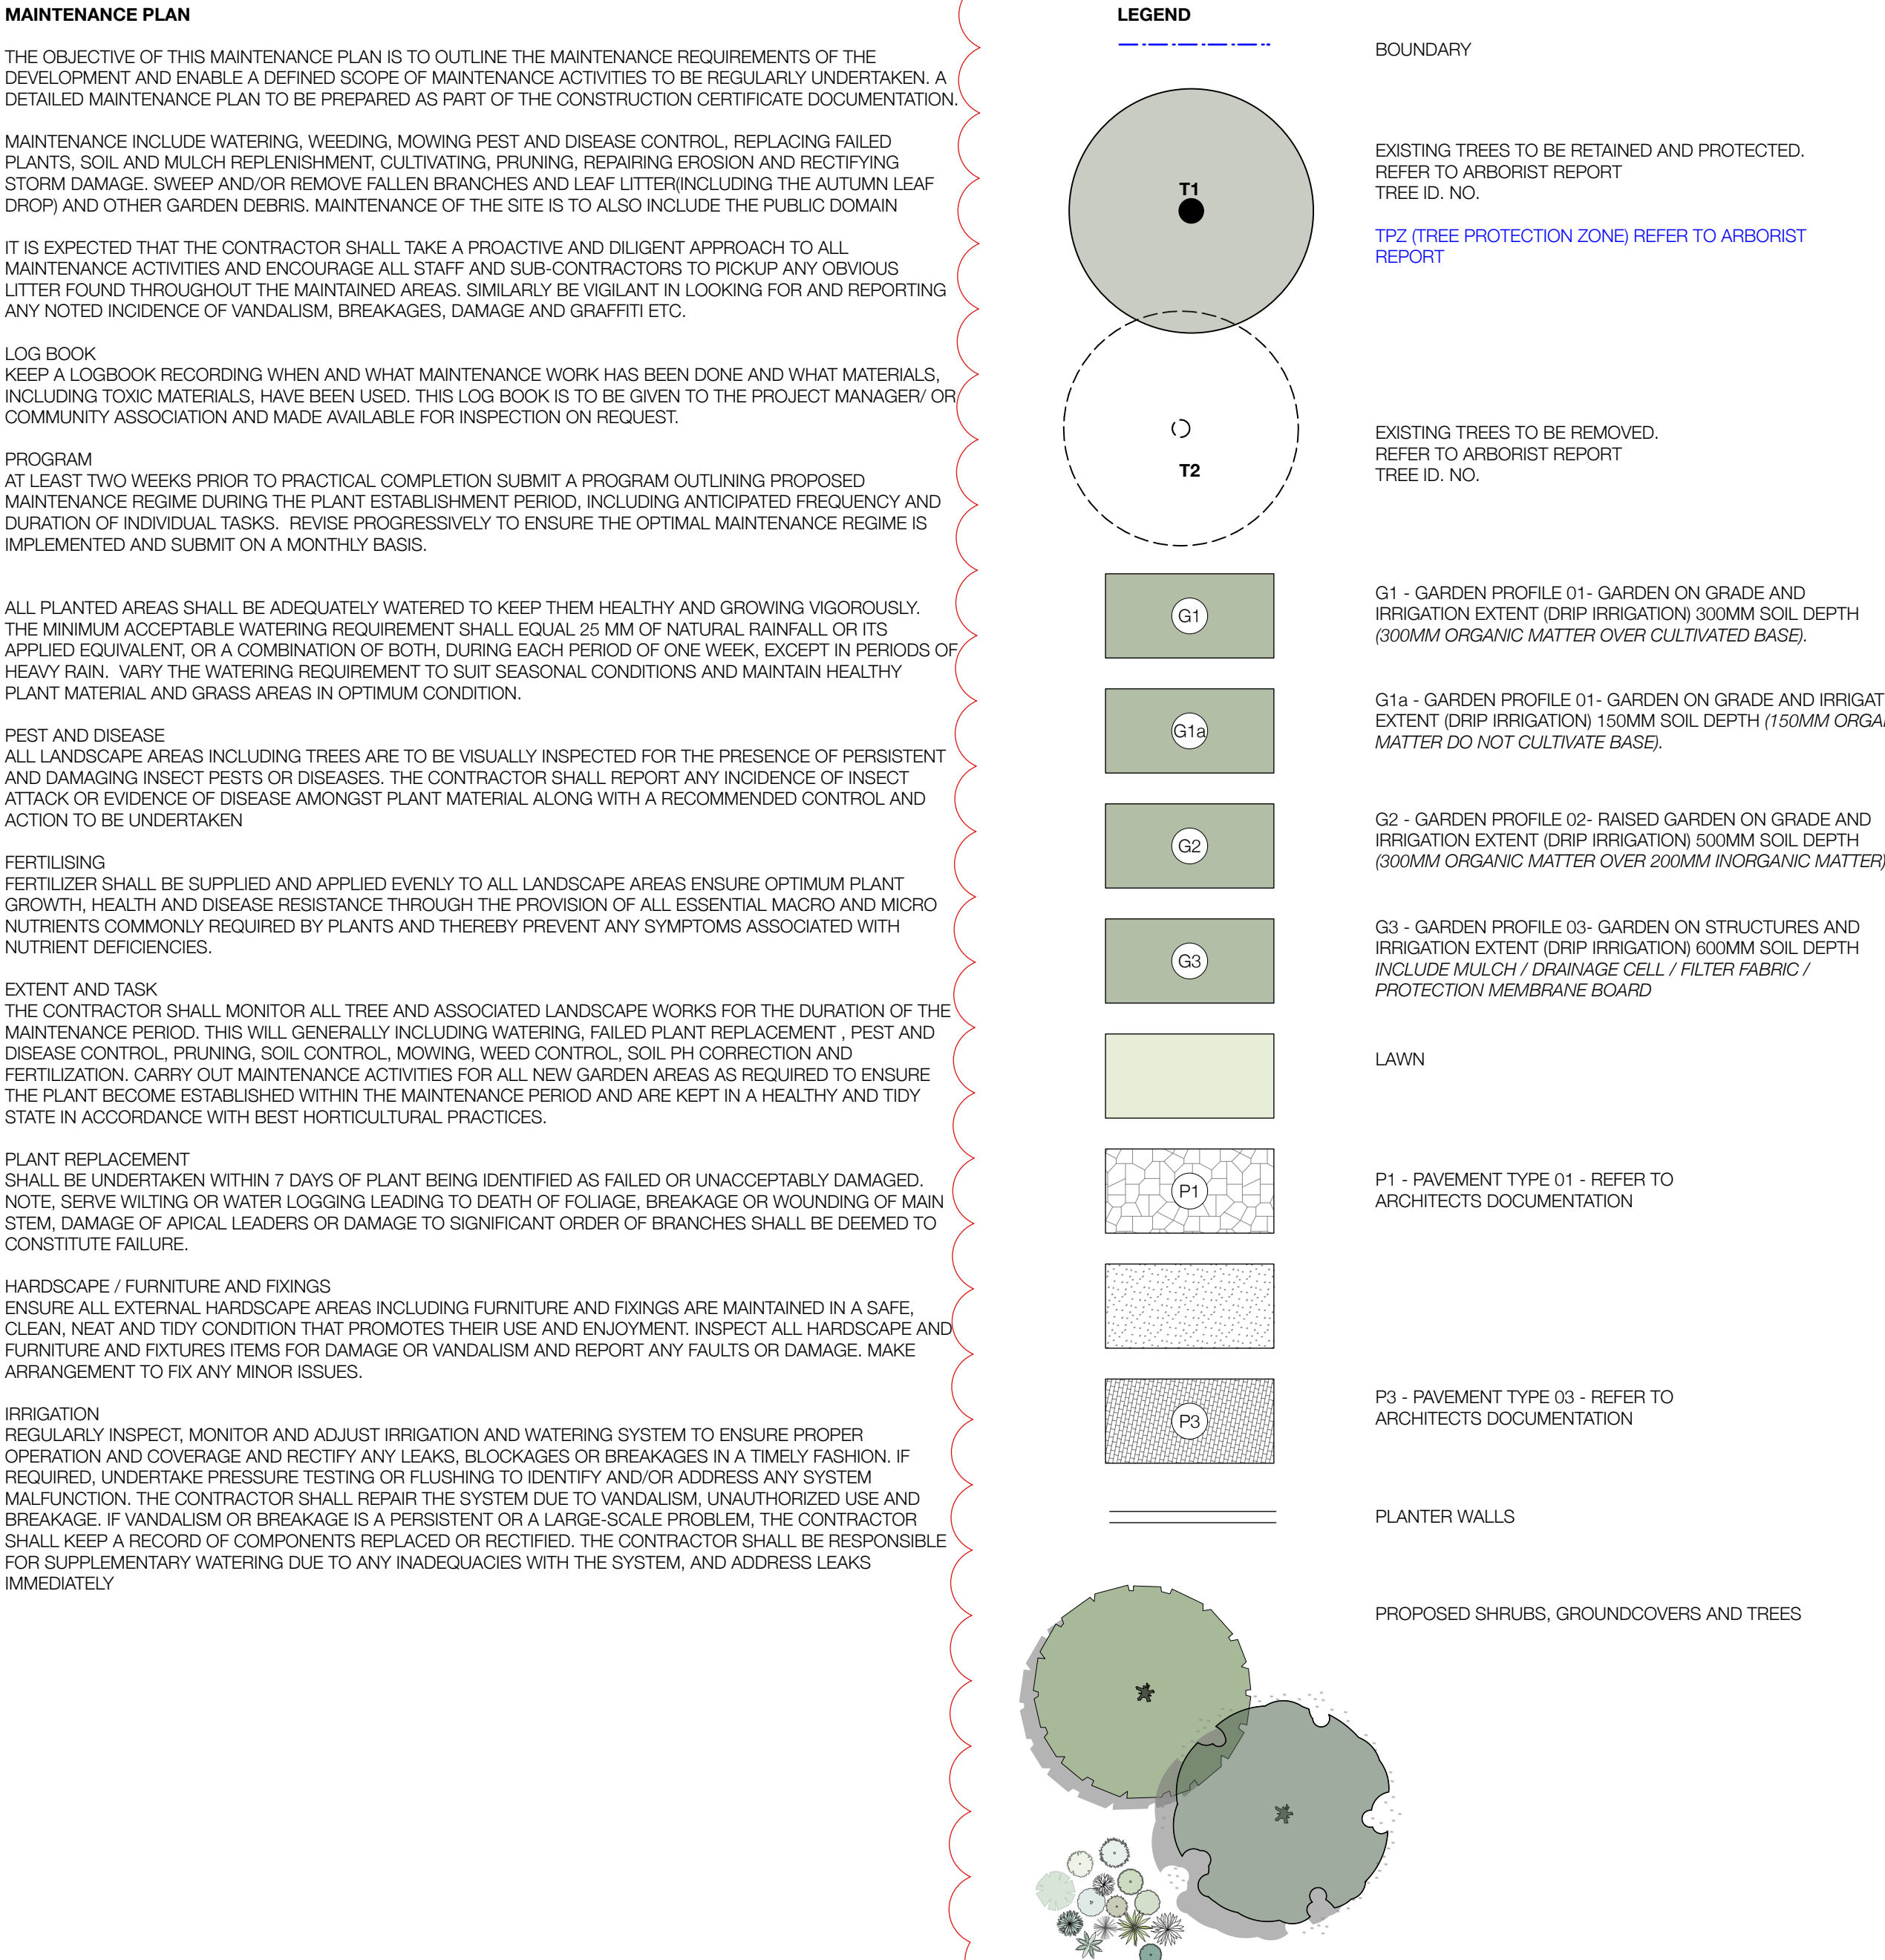 MAINTENANCE PLAN
THE OBJECTIVE OF THIS MAINTENANCE PLAN IS TO OUTLINE THE MAINTENANCE REQUIREMENTS OF THE
DEVELOPMENT AND ENABLE A DEFINED SCOPE OF MAINTENANCE ACTIVITIES TO BE REGULARLY UNDERTAKEN. A
DETAILED MAINTENANCE PLAN TO BE PREPARED AS PART OF THE CONSTRUCTION CERTIFICATE DOCUMENTATION.
MAINTENANCE INCLUDE WATERING, WEEDING, MOWING PEST AND DISEASE CONTROL, REPLACING FAILED
PLANTS, SOIL AND MULCH REPLENISHMENT, CULTIVATING, PRUNING, REPAIRING EROSION AND RECTIFYING
STORM DAMAGE. SWEEP AND/OR REMOVE FALLEN BRANCHES AND LEAF LITTER(INCLUDING THE AUTUMN LEAF
DROP) AND OTHER GARDEN DEBRIS. MAINTENANCE OF THE SITE IS TO ALSO INCLUDE THE PUBLIC DOMAIN
IT IS EXPECTED THAT THE CONTRACTOR SHALL TAKE A PROACTIVE AND DILIGENT APPROACH TO ALL
MAINTENANCE ACTIVITIES AND ENCOURAGE ALL STAFF AND SUB-CONTRACTORS TO PICKUP ANY OBVIOUS
LITTER FOUND THROUGHOUT THE MAINTAINED AREAS. SIMILARLY BE VIGILANT IN LOOKING FOR AND REPORTING
ANY NOTED INCIDENCE OF VANDALISM, BREAKAGES, DAMAGE AND GRAFFITI ETC.
LOG BOOK
KEEP A LOGBOOK RECORDING WHEN AND WHAT MAINTENANCE WORK HAS BEEN DONE AND WHAT MATERIALS,
INCLUDING TOXIC MATERIALS, HAVE BEEN USED. THIS LOG BOOK IS TO BE GIVEN TO THE PROJECT MANAGER/ OR
COMMUNITY ASSOCIATION AND MADE AVAILABLE FOR INSPECTION ON REQUEST.
PROGRAM
AT LEAST TWO WEEKS PRIOR TO PRACTICAL COMPLETION SUBMIT A PROGRAM OUTLINING PROPOSED
MAINTENANCE REGIME DURING THE PLANT ESTABLISHMENT PERIOD, INCLUDING ANTICIPATED FREQUENCY AND
DURATION OF INDIVIDUAL TASKS. REVISE PROGRESSIVELY TO ENSURE THE OPTIMAL MAINTENANCE REGIME IS
IMPLEMENTED AND SUBMIT ON A MONTHLY BASIS.
ALL PLANTED AREAS SHALL BE ADEQUATELY WATERED TO KEEP THEM HEALTHY AND GROWING VIGOROUSLY.
THE MINIMUM ACCEPTABLE WATERING REQUIREMENT SHALL EQUAL 25 MM OF NATURAL RAINFALL OR ITS
APPLIED EQUIVALENT, OR A COMBINATION OF BOTH, DURING EACH PERIOD OF ONE WEEK, EXCEPT IN PERIODS OF
HEAVY RAIN. VARY THE WATERING REQUIREMENT TO SUIT SEASONAL CONDITIONS AND MAINTAIN HEALTHY
PLANT MATERIAL AND GRASS AREAS IN OPTIMUM CONDITION.
PEST AND DISEASE
ALL LANDSCAPE AREAS INCLUDING TREES ARE TO BE VISUALLY INSPECTED FOR THE PRESENCE OF PERSISTENT
AND DAMAGING INSECT PESTS OR DISEASES. THE CONTRACTOR SHALL REPORT ANY INCIDENCE OF INSECT
ATTACK OR EVIDENCE OF DISEASE AMONGST PLANT MATERIAL ALONG WITH A RECOMMENDED CONTROL AND
ACTION TO BE UNDERTAKEN
FERTILISING
FERTILIZER SHALL BE SUPPLIED AND APPLIED EVENLY TO ALL LANDSCAPE AREAS ENSURE OPTIMUM PLANT
GROWTH, HEALTH AND DISEASE RESISTANCE THROUGH THE PROVISION OF ALL ESSENTIAL MACRO AND MICRO
NUTRIENTS COMMONLY REQUIRED BY PLANTS AND THEREBY PREVENT ANY SYMPTOMS ASSOCIATED WITH
NUTRIENT DEFICIENCIES.
EXTENT AND TASK
THE CONTRACTOR SHALL MONITOR ALL TREE AND ASSOCIATED LANDSCAPE WORKS FOR THE DURATION OF THE
MAINTENANCE PERIOD. THIS WILL GENERALLY INCLUDING WATERING, FAILED PLANT REPLACEMENT , PEST AND
DISEASE CONTROL, PRUNING, SOIL CONTROL, MOWING, WEED CONTROL, SOIL PH CORRECTION AND
FERTILIZATION. CARRY OUT MAINTENANCE ACTIVITIES FOR ALL NEW GARDEN AREAS AS REQUIRED TO ENSURE
THE PLANT BECOME ESTABLISHED WITHIN THE MAINTENANCE PERIOD AND ARE KEPT IN A HEALTHY AND TIDY
STATE IN ACCORDANCE WITH BEST HORTICULTURAL PRACTICES.
PLANT REPLACEMENT
SHALL BE UNDERTAKEN WITHIN 7 DAYS OF PLANT BEING IDENTIFIED AS FAILED OR UNACCEPTABLY DAMAGED.
NOTE, SERVE WILTING OR WATER LOGGING LEADING TO DEATH OF FOLIAGE, BREAKAGE OR WOUNDING OF MAIN
STEM, DAMAGE OF APICAL LEADERS OR DAMAGE TO SIGNIFICANT ORDER OF BRANCHES SHALL BE DEEMED TO
CONSTITUTE FAILURE.
HARDSCAPE / FURNITURE AND FIXINGS
ENSURE ALL EXTERNAL HARDSCAPE AREAS INCLUDING FURNITURE AND FIXINGS ARE MAINTAINED IN A SAFE,
CLEAN, NEAT AND TIDY CONDITION THAT PROMOTES THEIR USE AND ENJOYMENT. INSPECT ALL HARDSCAPE AND
FURNITURE AND FIXTURES ITEMS FOR DAMAGE OR VANDALISM AND REPORT ANY FAULTS OR DAMAGE. MAKE
ARRANGEMENT TO FIX ANY MINOR ISSUES.
IRRIGATION
REGULARLY INSPECT, MONITOR AND ADJUST IRRIGATION AND WATERING SYSTEM TO ENSURE PROPER
OPERATION AND COVERAGE AND RECTIFY ANY LEAKS, BLOCKAGES OR BREAKAGES IN A TIMELY FASHION. IF
REQUIRED, UNDERTAKE PRESSURE TESTING OR FLUSHING TO IDENTIFY AND/OR ADDRESS ANY SYSTEM
MALFUNCTION. THE CONTRACTOR SHALL REPAIR THE SYSTEM DUE TO VANDALISM, UNAUTHORIZED USE AND
BREAKAGE. IF VANDALISM OR BREAKAGE IS A PERSISTENT OR A LARGE-SCALE PROBLEM, THE CONTRACTOR
SHALL KEEP A RECORD OF COMPONENTS REPLACED OR RECTIFIED. THE CONTRACTOR SHALL BE RESPONSIBLE
FOR SUPPLEMENTARY WATERING DUE TO ANY INADEQUACIES WITH THE SYSTEM, AND ADDRESS LEAKS
IMMEDIATELY
LEGEND
BOUNDARY
T1
EXISTING TREES TO BE RETAINED AND PROTECTED.
REFER TO ARBORIST REPORT
TREE ID. NO.
TPZ (TREE PROTECTION ZONE) REFER TO ARBORIST
REPORT
T2
EXISTING TREES TO BE REMOVED.
REFER TO ARBORIST REPORT
TREE ID. NO.
G1
G1 - GARDEN PROFILE 01- GARDEN ON GRADE AND
IRRIGATION EXTENT (DRIP IRRIGATION) 300MM SOIL DEPTH
(300MM ORGANIC MATTER OVER CULTIVATED BASE).
G1a
G1a - GARDEN PROFILE 01- GARDEN ON GRADE AND IRRIGAT
EXTENT (DRIP IRRIGATION) 150MM SOIL DEPTH (150MM ORGA
MATTER DO NOT CULTIVATE BASE).
G2
G2 - GARDEN PROFILE 02- RAISED GARDEN ON GRADE AND
IRRIGATION EXTENT (DRIP IRRIGATION) 500MM SOIL DEPTH
(300MM ORGANIC MATTER OVER 200MM INORGANIC MATTER)
G3
G3 - GARDEN PROFILE 03- GARDEN ON STRUCTURES AND
IRRIGATION EXTENT (DRIP IRRIGATION) 600MM SOIL DEPTH
INCLUDE MULCH / DRAINAGE CELL / FILTER FABRIC /
PROTECTION MEMBRANE BOARD
LAWN
P1
P1 - PAVEMENT TYPE 01 - REFER TO
ARCHITECTS DOCUMENTATION
P3
P3 - PAVEMENT TYPE 03 - REFER TO
ARCHITECTS DOCUMENTATION
PLANTER WALLS
PROPOSED SHRUBS, GROUNDCOVERS AND TREES